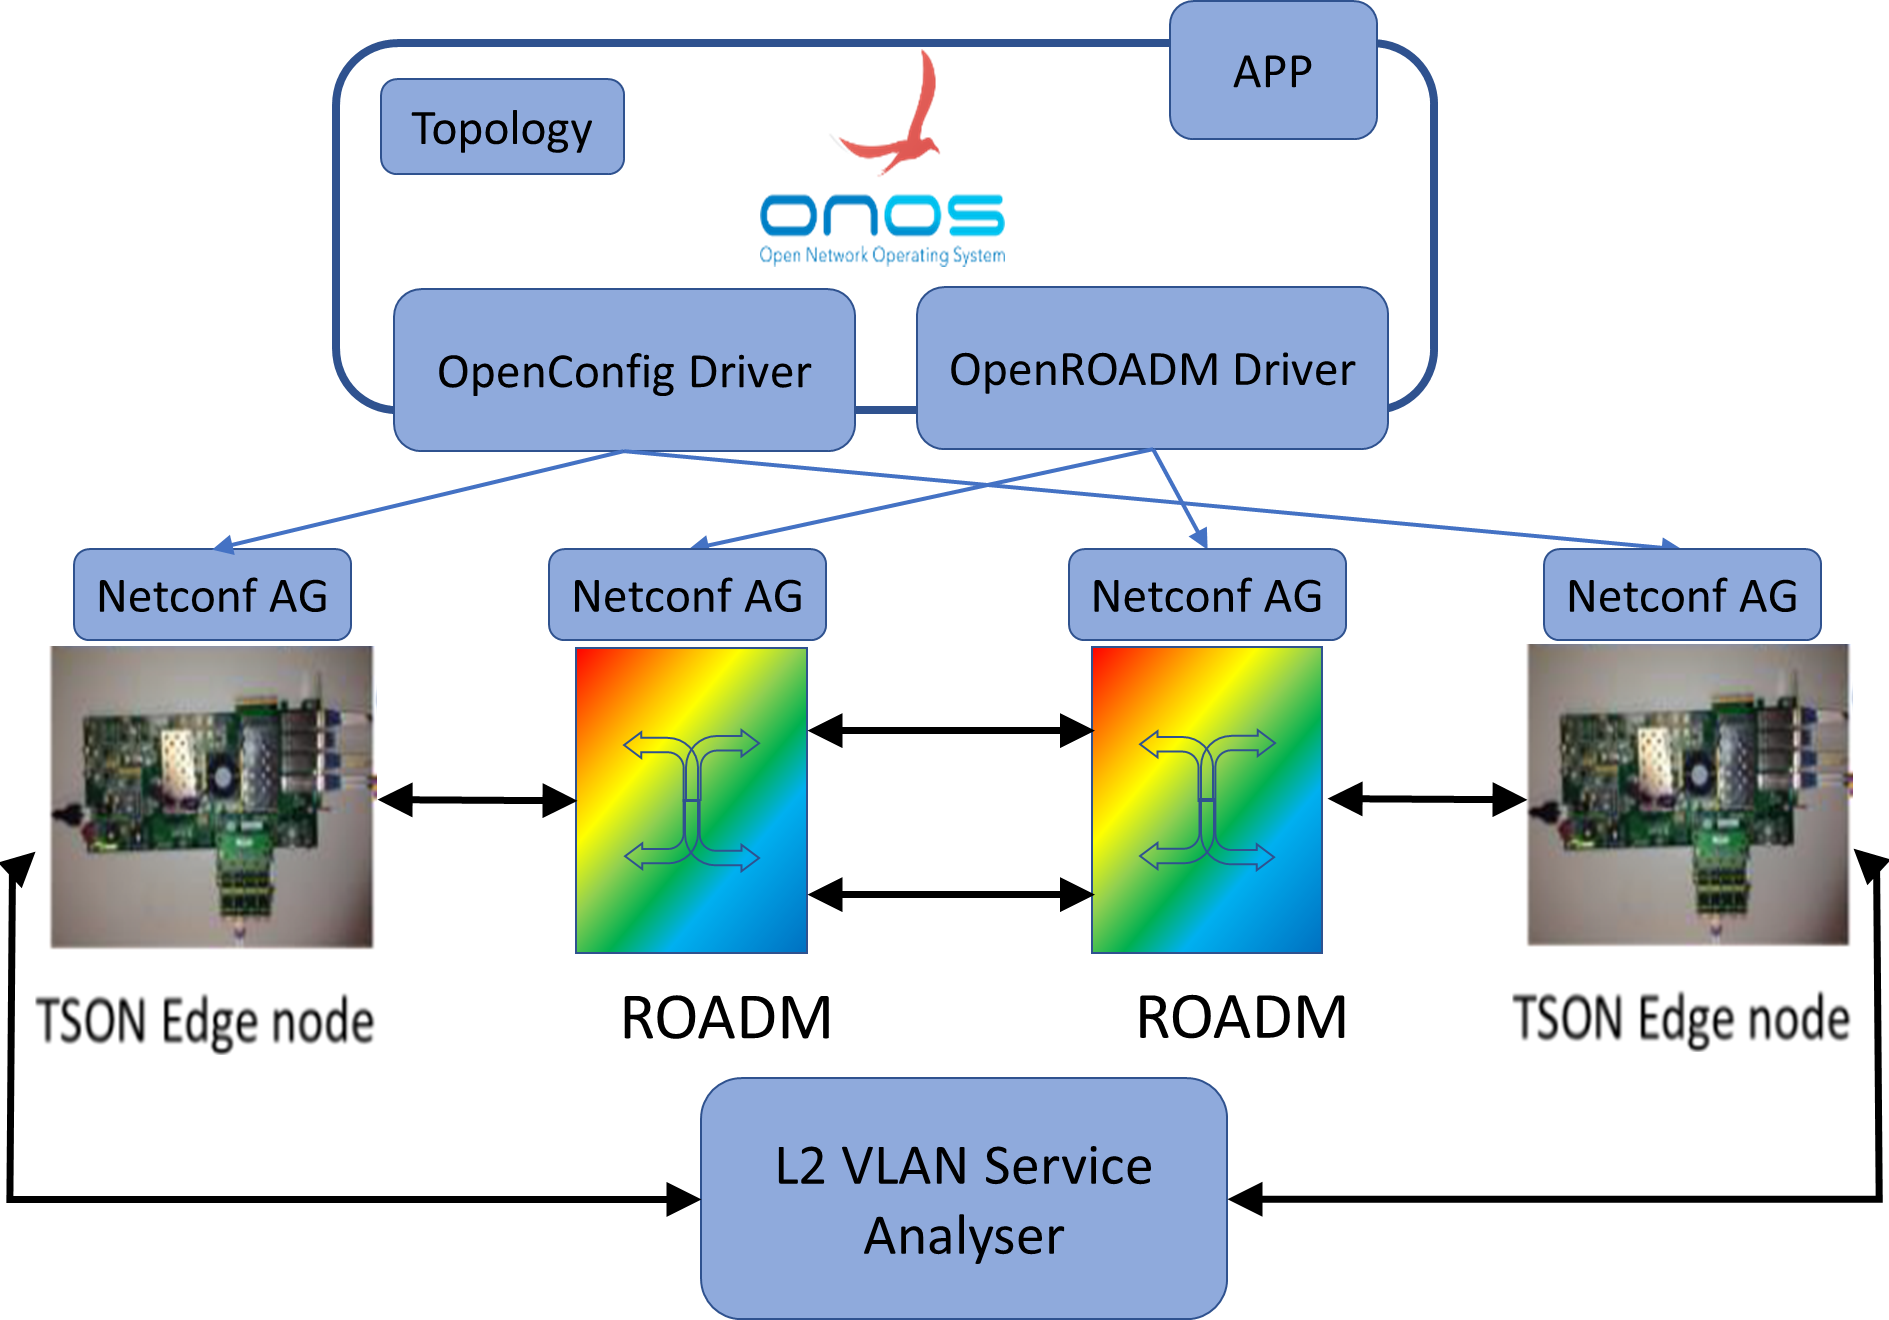 APP
Topology
onos
Open Network Operating System
OpenConfig Driver
OpenROADM Driver
Netconf AG
Netconf AG
Netconf AG
Netconf AG
TSON Edge node
ROADM
ROADM
TSON Edge node
L2 VLAN Service
Analyser